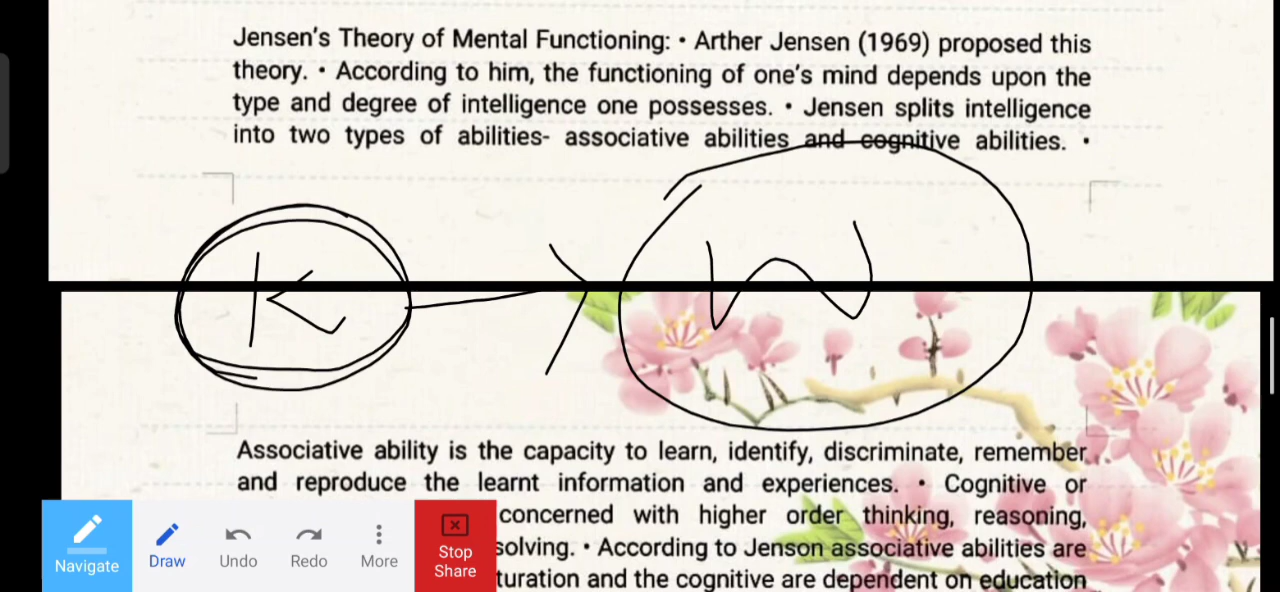 Jensen's Theory of Mental Functioning: • Arther Jensen (1969) proposed this
theory. • According to him, the functioning of one's mind depends upon the
type and degree of intelligence one possesses. • Jensen splits intelligence
into two types of abilities- associative abilities and cognitive abilities. •
K
Associative ability is the capacity to learn, identify, discriminate, remember
and reproduce the learnt information and experiences. • Cognitive or
concerned with higher order thinking, reasoning,
solving. • According to Jenson associative abilities are
turation and the cognitive are dependent on education
Navigate
Draw
Undo
Redo
More
Stop
Share